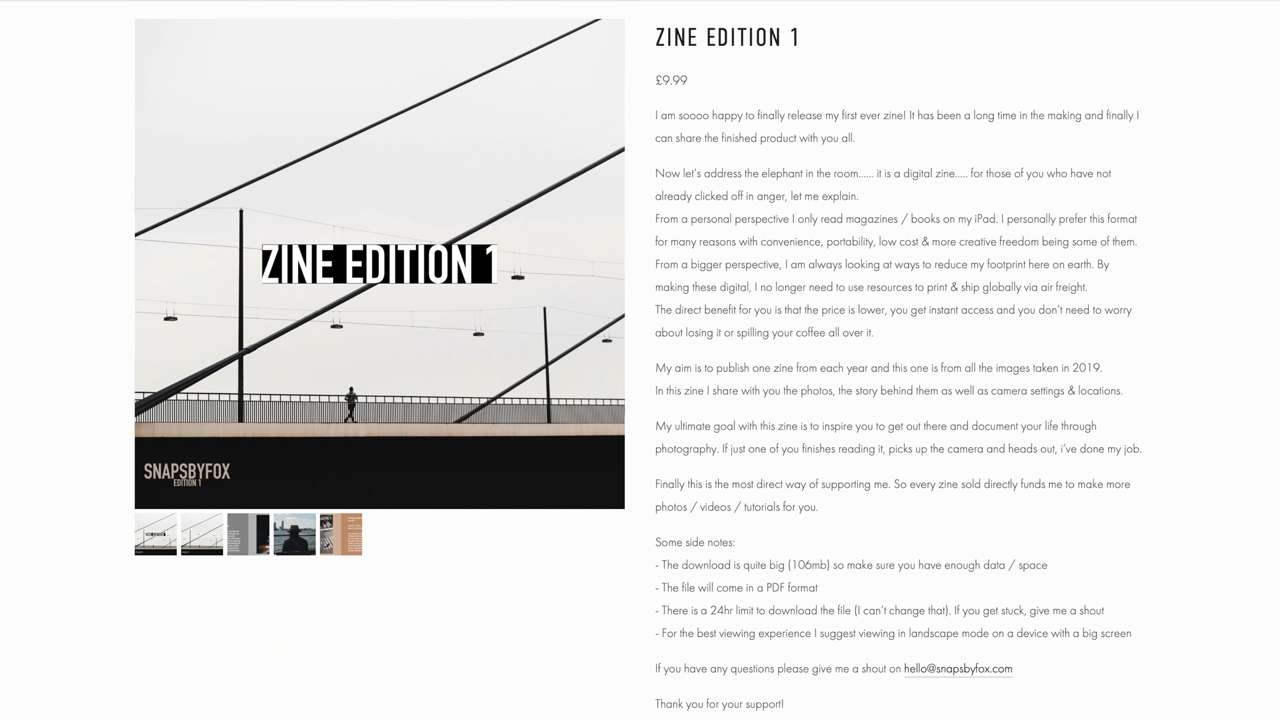 ZINE EDITION 1
SNAPSBYFOX
EDITION 1
ZINE EDITION 1
£9.99
I am soooo happy to finally release my first ever zine! It has been a long time in the making and finally I
can share the finished product with you all.
Now let's address the elephant in the room...... it is a digital zine..... for those of you who have not
already clicked off in anger, let me explain.
From a personal perspective I only read magazines / books on my iPad. I personally prefer this format
for many reasons with convenience, portability, low cost & more creative freedom being some of them.
From a bigger perspective, I am always looking at ways to reduce my footprint here on earth. By
making these digital, I no longer need to use resources to print & ship globally via air freight.
The direct benefit for you is that the price is lower, you get instant access and you don't need to worry
about losing it or spilling your coffee all over it.
My aim is to publish one zine from each year and this one is from all the images taken in 2019.
In this zine I share with you the photos, the story behind them as well as camera settings & locations.
My ultimate goal with this zine is to inspire you to get out there and document your life through
photography. If just one of you finishes reading it, picks up the camera and heads out, i've done my job.
Finally this is the most direct way of supporting me. So every zine sold directly funds me to make more
photos / videos / tutorials for you.
Some side notes:
- The download is quite big (106mb) so make sure you have enough data / space
- The file will come in a PDF format
- There is a 24hr limit to download the file (I can't change that). If you get stuck, give me a shout
- For the best viewing experience I suggest viewing in landscape mode on a device with a big screen
If you have any questions please give me a shout on hello@snapsbyfox.com
Thank you for your support!